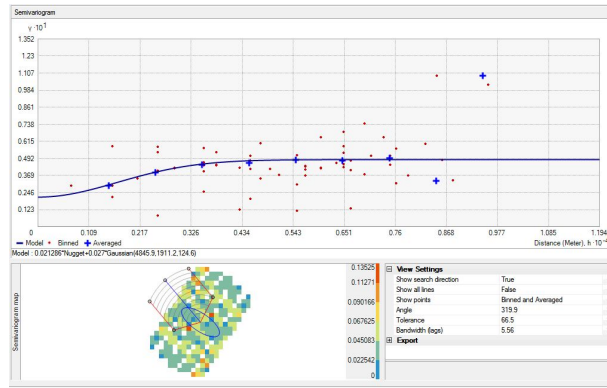 Semivariogram
γ · 10¹
1.352
1.23
1.107
0.984
0.861
0.738
0.615
0.492
0.369
0.246
0.123
0 0.109 0.217 0.326 0.434 0.543 0.651 0.76 0.868 0.977 1.085 1.194
Model Binned Averaged Distance (Meter), h · 10⁻⁴
Model : 0.021286*Nugget+0.027*Gaussian(4845.9,1911.2,124.6)
Semivariogram map
0.13525
0.11271
0.090166
0.067625
0.045083
0.022542
0
View Settings
Show search direction True
Show all lines False
Show points Binned and Averaged
Angle 319.9
Tolerance 66.5
Bandwidth (lags) 5.56
Export